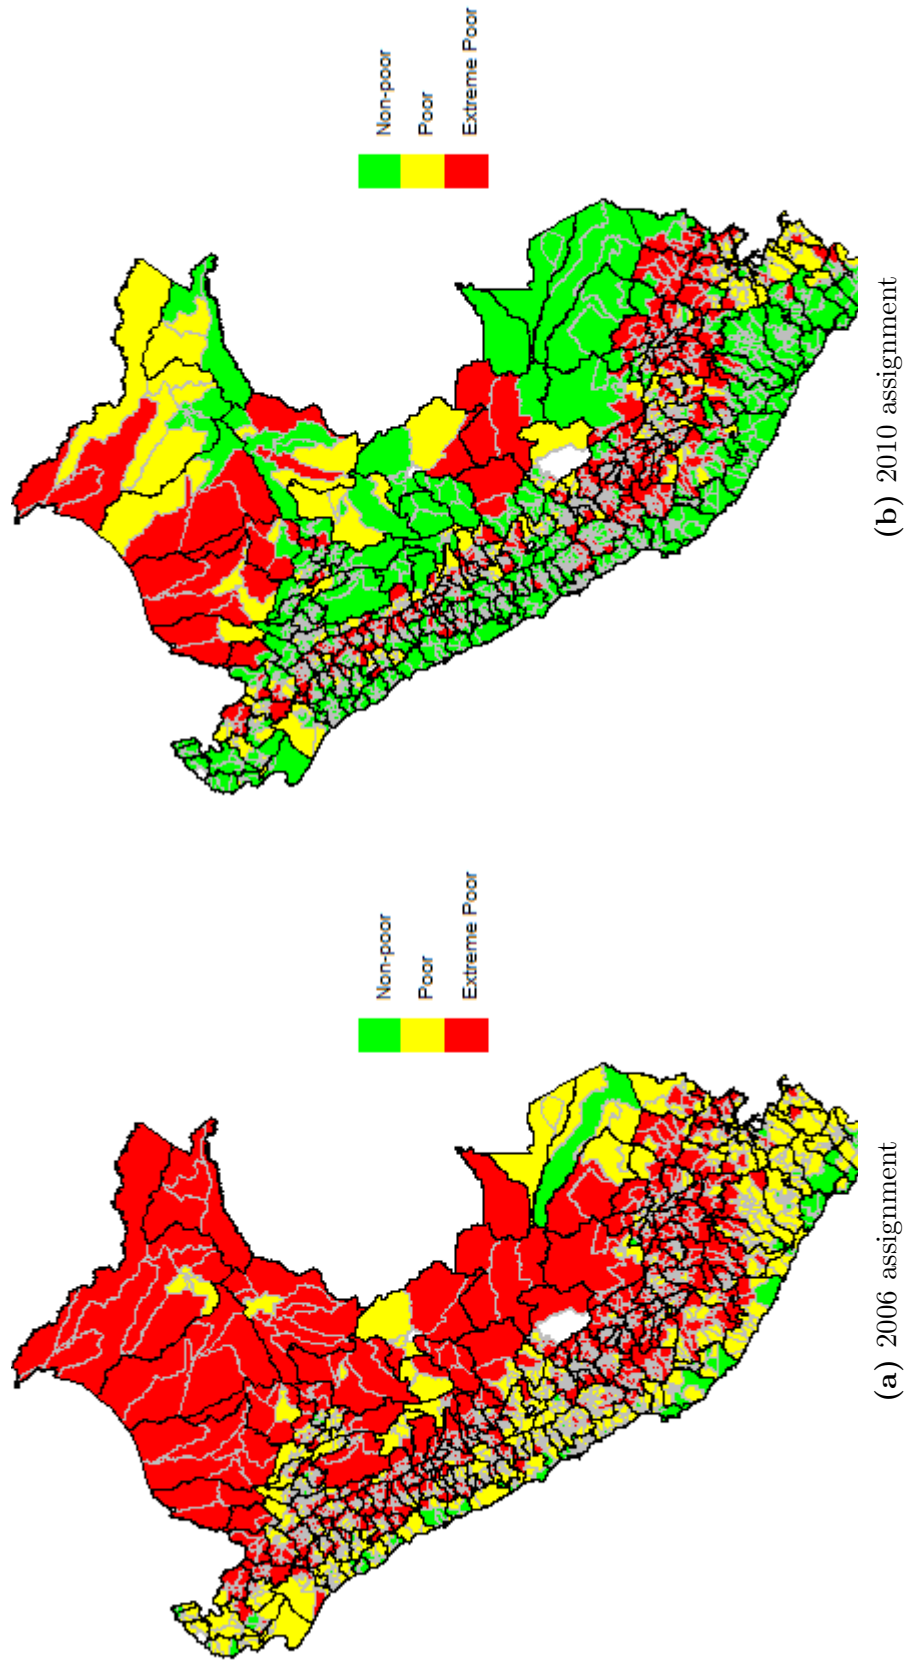 Non-poor
Poor
Extreme Poor
(a) 2006 assignment
Non-poor
Poor
Extreme Poor
(b) 2010 assignment